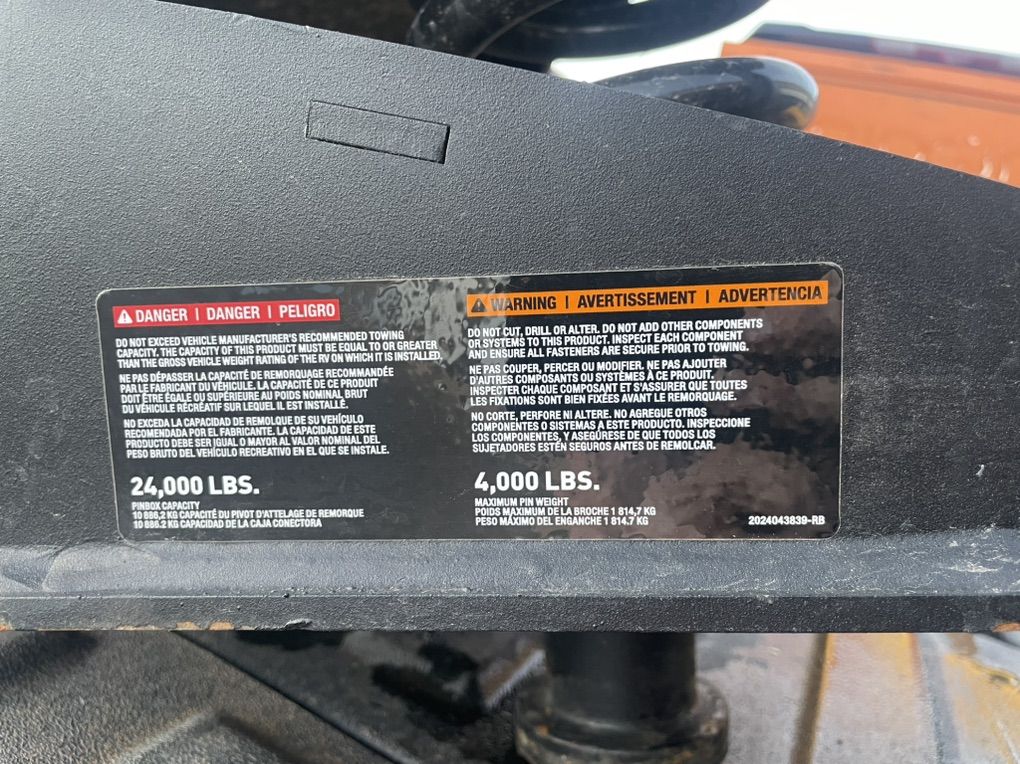 DANGER | DANGER | PELIGRO
DO NOT EXCEED VEHICLE MANUFACTURER'S RECOMMENDED TOWING
CAPACITY. THE CAPACITY OF THIS PRODUCT MUST BE EQUAL TO OR GREATER
THAN THE GROSS VEHICLE WEIGHT RATING OF THE RV ON WHICH IT IS INSTALLED.
NE PAS DÉPASSER LA CAPACITÉ DE REMORQUAGE RECOMMANDÉE
PAR LE FABRICANT DU VÉHICULE. LA CAPACITÉ DE CE PRODUIT
DOIT ÊTRE ÉGALE OU SUPÉRIEURE AU POIDS NOMINAL BRUT
DU VÉHICULE RÉCRÉATIF SUR LEQUEL IL EST INSTALLÉ.
NO EXCEDA LA CAPACIDAD DE REMOLQUE DE SU VEHÍCULO
RECOMENDADA POR EL FABRICANTE. LA CAPACIDAD DE ESTE
PRODUCTO DEBE SER IGUAL O MAYOR AL VALOR NOMINAL DEL
PESO BRUTO DEL VEHÍCULO RECREATIVO EN EL QUE SE INSTALE.
24,000 LBS.
PINBOX CAPACITY
10 886,2 KG CAPACITÉ DU PIVOT D'ATTELAGE DE REMORQUE
10 886.2 KG CAPACIDAD DE LA CAJA CONECTORA
WARNING | AVERTISSEMENT | ADVERTENCIA
DO NOT CUT, DRILL OR ALTER. DO NOT ADD OTHER COMPONENTS
OR SYSTEMS TO THIS PRODUCT. INSPECT EACH COMPONENT
AND ENSURE ALL FASTENERS ARE SECURE PRIOR TO TOWING.
NE PAS COUPER, PERCER OU MODIFIER. NE PAS AJOUTER
D'AUTRES COMPOSANTS OU SYSTÈMES À CE PRODUIT.
INSPECTER CHAQUE COMPOSANT ET S'ASSURER QUE TOUTES
LES FIXATIONS SONT BIEN FIXÉES AVANT LE REMORQUAGE.
NO CORTE, PERFORE NI ALTERE. NO AGREGUE OTROS
COMPONENTES O SISTEMAS A ESTE PRODUCTO. INSPECCIONE
LOS COMPONENTES, Y ASEGÚRESE DE QUE TODOS LOS
SUJETADORES ESTÉN SEGUROS ANTES DE REMOLCAR.
4,000 LBS.
MAXIMUM PIN WEIGHT
POIDS MAXIMUM DE LA BROCHE 1 814,7 KG
PESO MÁXIMO DEL ENGANCHE 1 814.7 KG
2024043839-RB